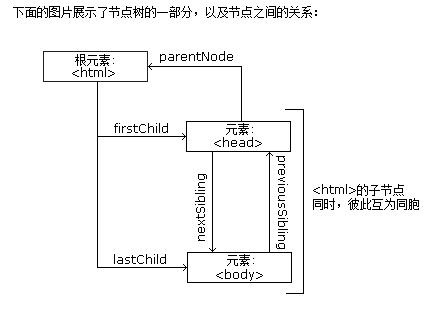 下面的图片展示了节点树的一部分，以及节点之间的关系：
根元素:
<html>
parentNode
firstChild
元素:
<head>
nextSibling
previousSibling
<html>的子节点
同时，彼此互为同胞
lastChild
元素:
<body>